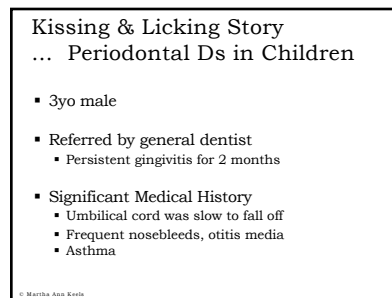 Kissing & Licking Story
... Periodontal Ds in Children
▪ 3yo male
▪ Referred by general dentist
▪ Persistent gingivitis for 2 months
▪ Significant Medical History
▪ Umbilical cord was slow to fall off
▪ Frequent nosebleeds, otitis media
▪ Asthma
© Martha Ann Keels